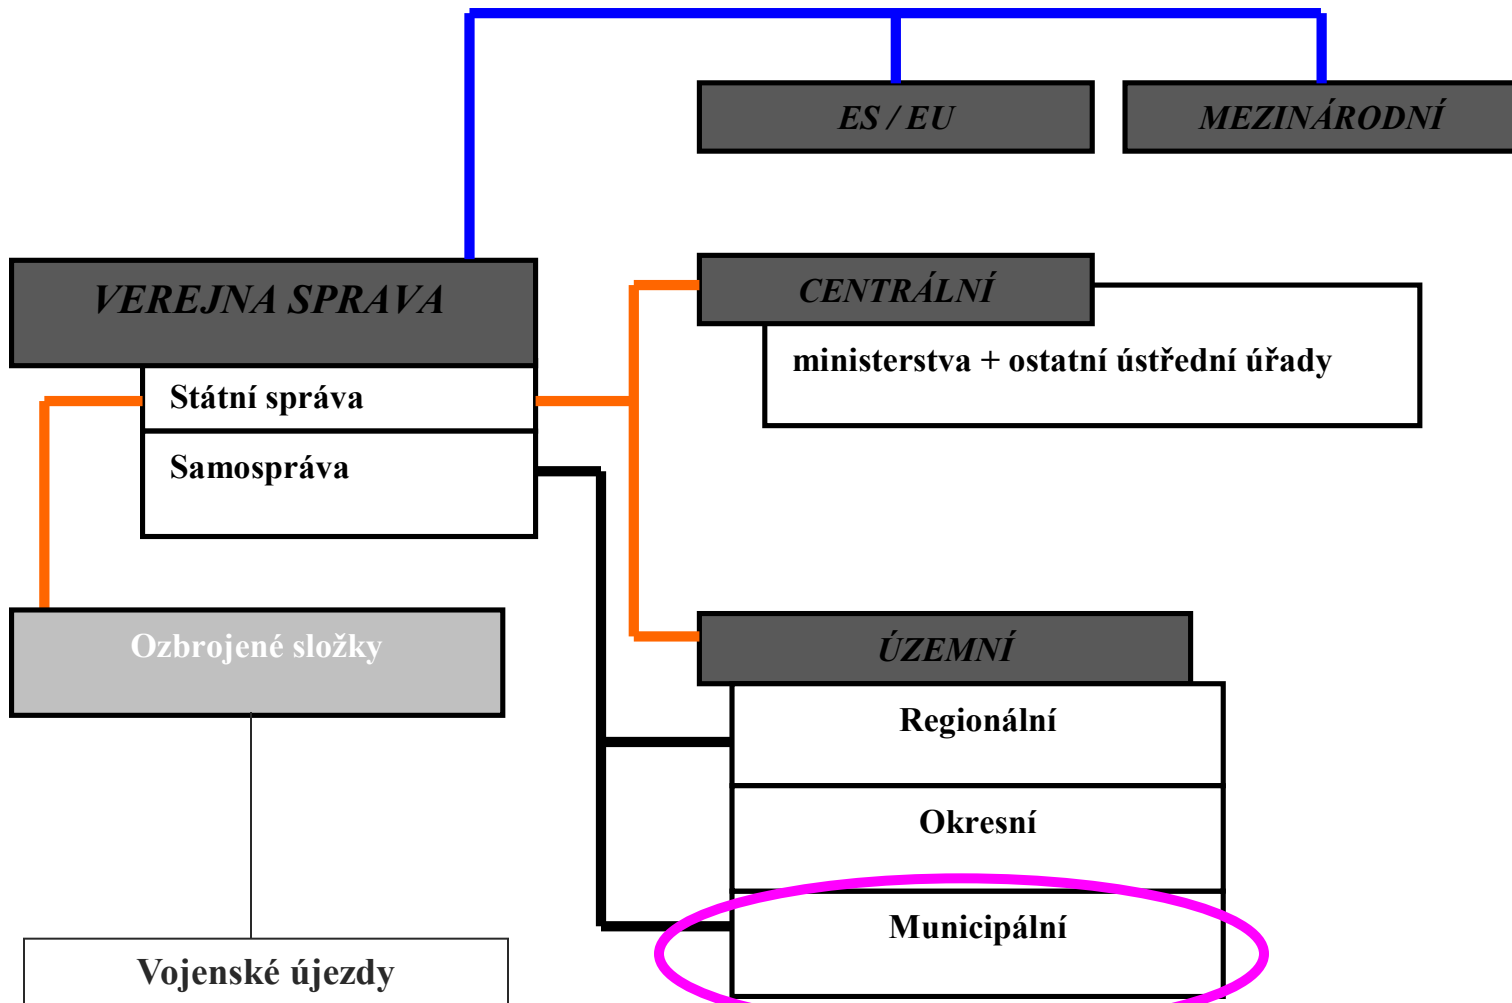 ES / EU
MEZINÁRODNÍ
VEREJNA SPRAVA
CENTRÁLNÍ
ministerstva + ostatní ústřední úřady
Státní správa
Samospráva
Ozbrojené složky
ÚZEMNÍ
Regionální
Okresní
Municipální
Vojenské újezdy